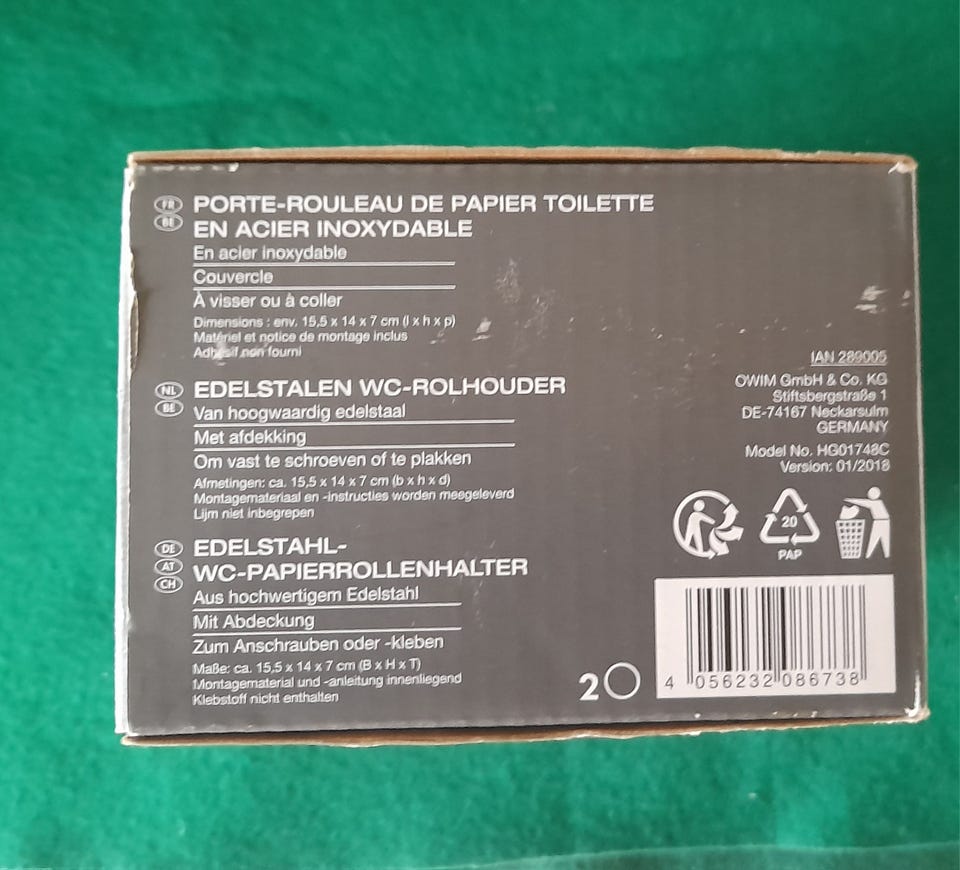 FR
BE
PORTE-ROULEAU DE PAPIER TOILETTE
EN ACIER INOXYDABLE
En acier inoxydable
Couvercle
À visser ou à coller
Dimensions : env. 15,5 x 14 x 7 cm (l x h x p)
Matériel et notice de montage inclus
Adhésif non fourni
NL
BE
EDELSTALEN WC-ROLHOUDER
Van hoogwaardig edelstaal
Met afdekking
Om vast te schroeven of te plakken
Afmetingen: ca. 15,5 x 14 x 7 cm (b x h x d)
Montagemateriaal en -instructies worden meegeleverd
Lijm niet inbegrepen
DE
AT
CH
EDELSTAHL-
WC-PAPIERROLLENHALTER
Aus hochwertigem Edelstahl
Mit Abdeckung
Zum Anschrauben oder -kleben
Maße: ca. 15,5 x 14 x 7 cm (B x H x T)
Montagematerial und -anleitung innenliegend
Klebstoff nicht enthalten
IAN 289005
OWIM GmbH & Co. KG
Stiftsbergstraße 1
DE-74167 Neckarsulm
GERMANY
Model No. HG01748C
Version: 01/2018
20
PAP
2
4 056232 086738